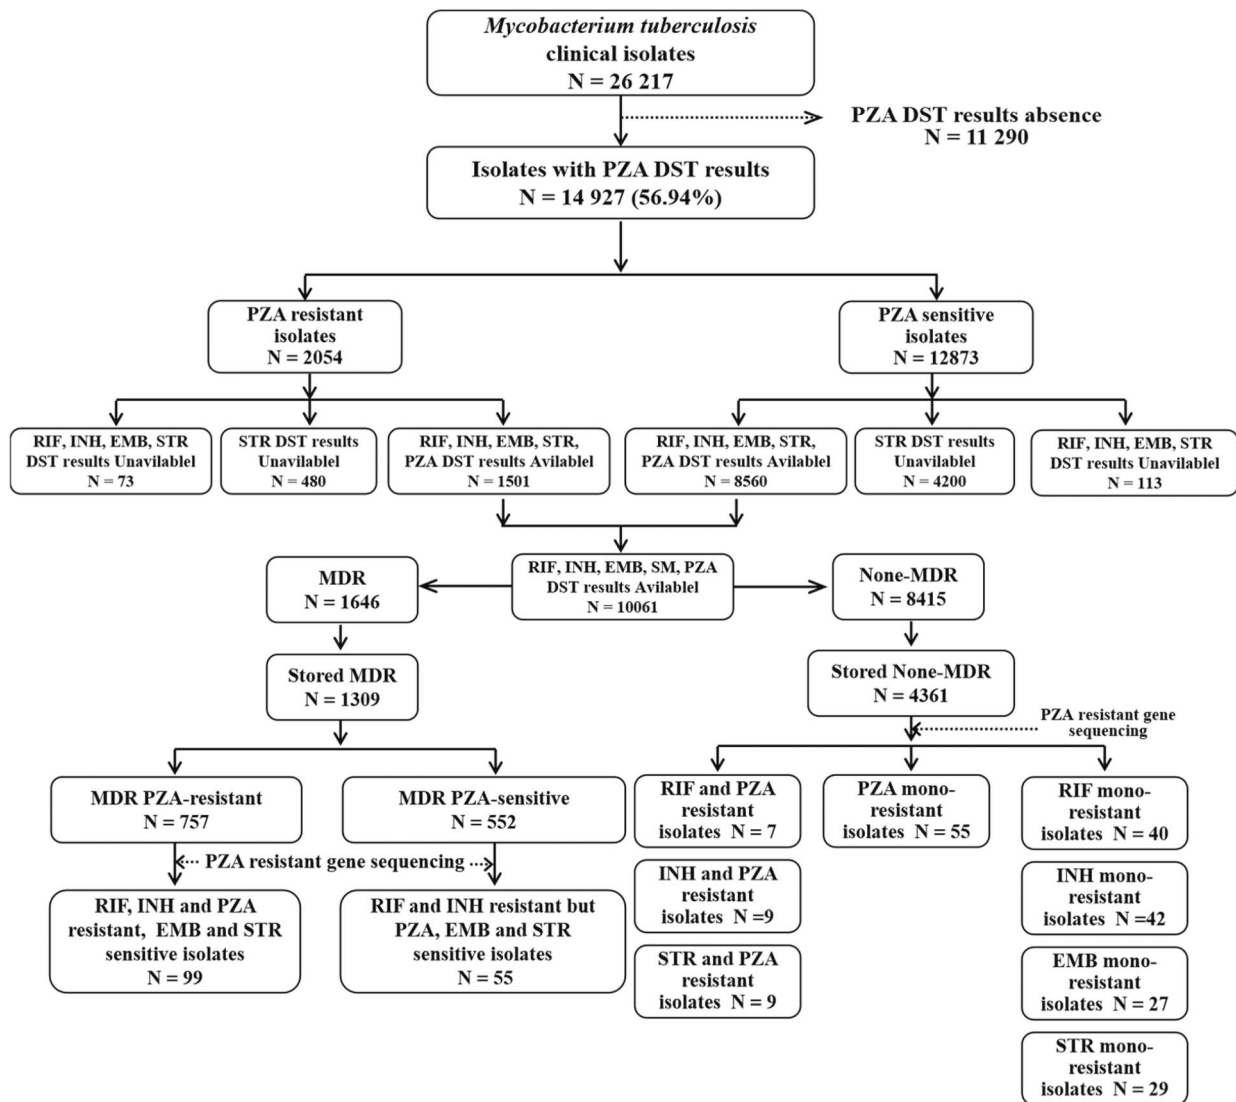 Mycobacterium tuberculosis
clinical isolates
N = 26 217
PZA DST results absence
N = 11 290
Isolates with PZA DST results
N = 14 927 (56.94%)
PZA resistant
isolates
N = 2054
PZA sensitive
isolates
N = 12873
RIF, INH, EMB, STR
DST results Unavilablel
N = 73
STR DST results
Unavilablel
N = 480
RIF, INH, EMB, STR,
PZA DST results Avilablel
N = 1501
RIF, INH, EMB, STR,
PZA DST results Avilablel
N = 8560
STR DST results
Unavilablel
N = 4200
RIF, INH, EMB, STR
DST results Unavilablel
N = 113
MDR
N = 1646
RIF, INH, EMB, SM, PZA
DST results Avilablel
N = 10061
None-MDR
N = 8415
Stored MDR
N = 1309
Stored None-MDR
N = 4361
PZA resistant gene
sequencing
MDR PZA-resistant
N = 757
MDR PZA-sensitive
N = 552
PZA resistant gene sequencing
RIF, INH and PZA
resistant, EMB and STR
sensitive isolates
N = 99
RIF and INH resistant but
PZA, EMB and STR
sensitive isolates
N = 55
RIF and PZA
resistant
isolates N = 7
INH and PZA
resistant
isolates N =9
STR and PZA
resistant
isolates N = 9
PZA mono-
resistant
isolates N = 55
RIF mono-
resistant
isolates N = 40
INH mono-
resistant
isolates N =42
EMB mono-
resistant
isolates N = 27
STR mono-
resistant
isolates N = 29